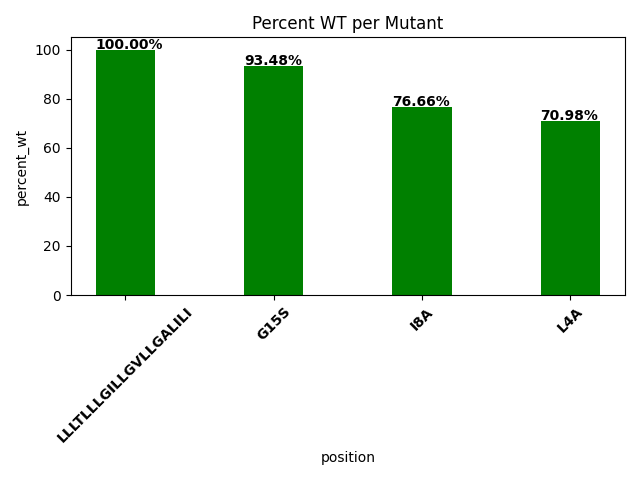 Percent WT per Mutant
percent_wt
100
80
60
40
20
0
100.00%
93.48%
76.66%
70.98%
LLLTLLLGILLGVLLGALILI
G15S
I8A
L4A
position